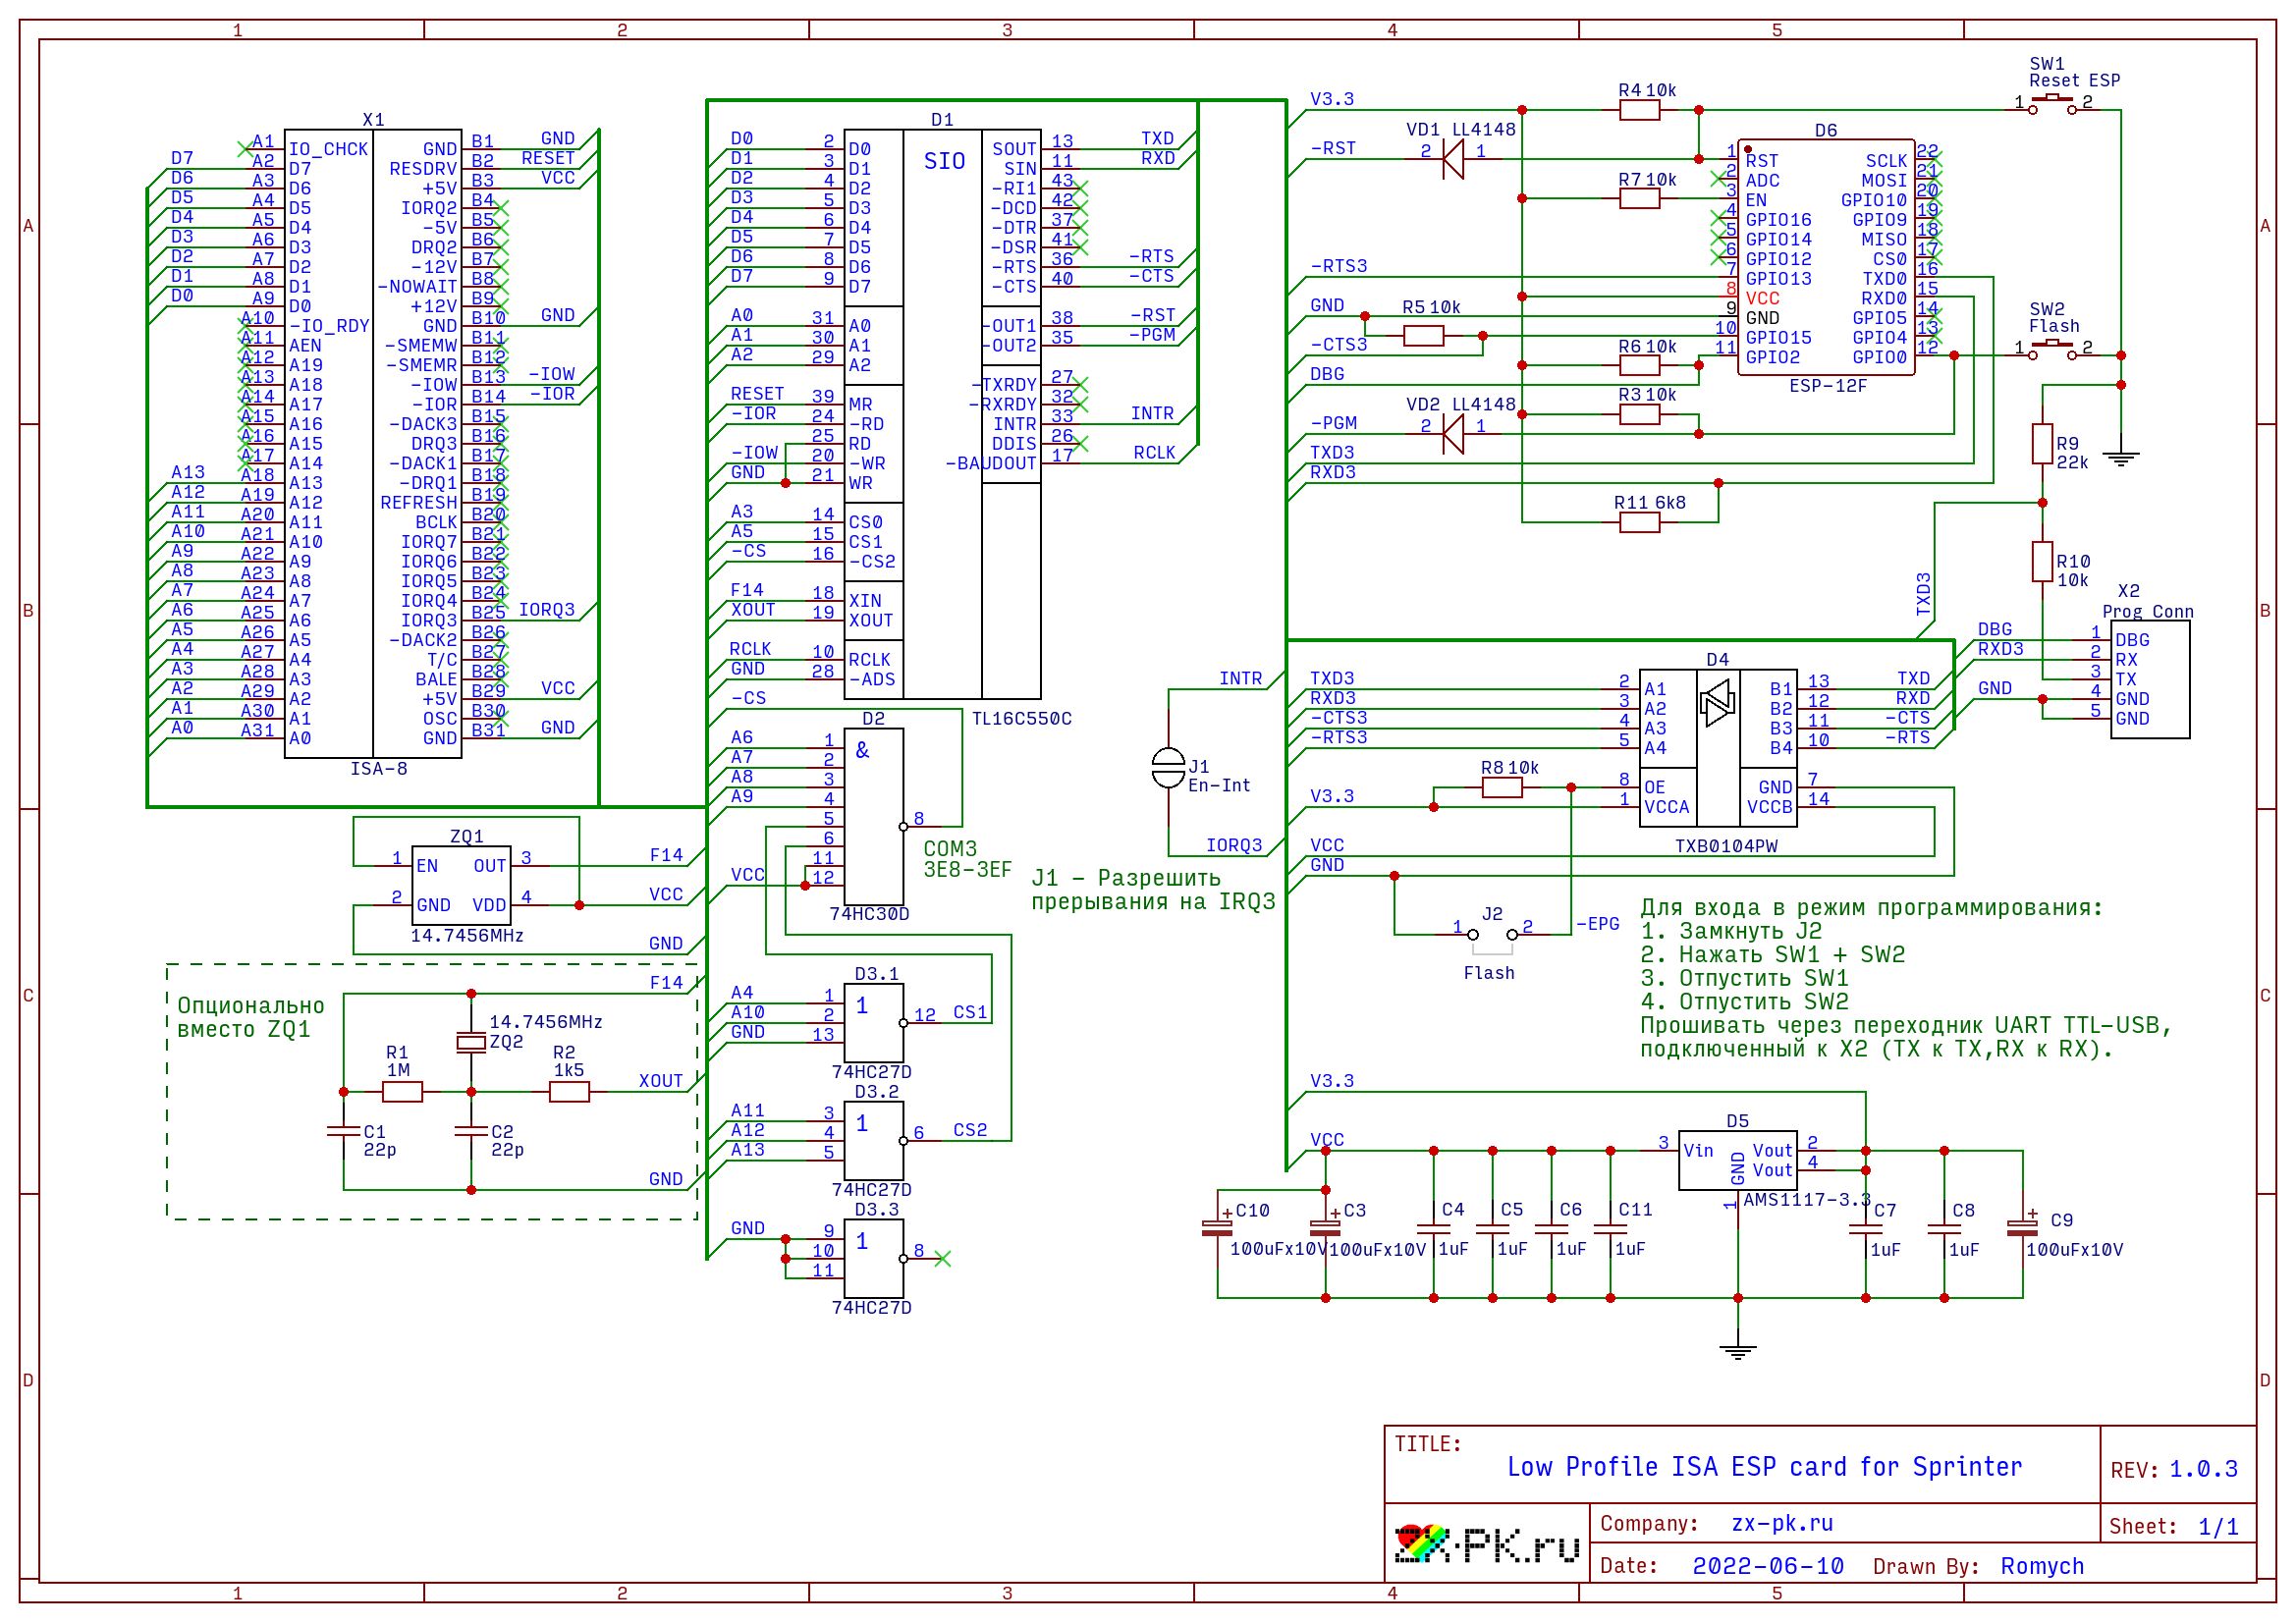 1 2 3 4 5
A
B
C
D
X1
A1 IO_CHCK GND B1 GND
D7 A2 D7 RESDRV B2 RESET
D6 A3 D6 +5V B3 VCC
D5 A4 D5 IORQ2 B4
D4 A5 D4 -5V B5
D3 A6 D3 DRQ2 B6
D2 A7 D2 -12V B7
D1 A8 D1 -NOWAIT B8
D0 A9 D0 +12V B9
A10 -IO_RDY GND B10 GND
A11 AEN -SMEMW B11
A12 A19 -SMEMR B12
A13 A18 -IOW B13 -IOW
A14 A17 -IOR B14 -IOR
A15 A16 -DACK3 B15
A16 A15 DRQ3 B16
A17 A14 -DACK1 B17
A13 A18 A13 -DRQ1 B18
A12 A19 A12 REFRESH B19
A11 A20 A11 BCLK B20
A10 A21 A10 IORQ7 B21
A9 A22 A9 IORQ6 B22
A8 A23 A8 IORQ5 B23
A7 A24 A7 IORQ4 B24
A6 A25 A6 IORQ3 B25 IORQ3
A5 A26 A5 -DACK2 B26
A4 A27 A4 T/C B27
A3 A28 A3 BALE B28
A2 A29 A2 +5V B29 VCC
A1 A30 A1 OSC B30
A0 A31 A0 GND B31 GND
ISA-8
ZQ1
1 EN OUT 3 F14
2 GND VDD 4 VCC
14.7456MHz
GND
Опционально
вместо ZQ1
F14
14.7456MHz
ZQ2
R1
1M
R2
1k5
XOUT
C1
22p
C2
22p
GND
D1
SIO
D0 2 D0 SOUT 13 TXD
D1 3 D1 SIN 11 RXD
D2 4 D2 -RI1 43
D3 5 D3 -DCD 42
D4 6 D4 -DTR 37
D5 7 D5 -DSR 41
D6 8 D6 -RTS 36 -RTS
D7 9 D7 -CTS 40 -CTS
A0 31 A0 -OUT1 38 -RST
A1 30 A1 -OUT2 35 -PGM
A2 29 A2 -TXRDY 27
RESET 39 MR -RXRDY 32
-IOR 24 -RD INTR 33 INTR
25 RD DDIS 26
-IOW 20 -WR -BAUDOUT 17 RCLK
GND 21 WR
A3 14 CS0
A5 15 CS1
-CS 16 -CS2
F14 18 XIN
XOUT 19 XOUT
RCLK 10 RCLK
GND 28 -ADS
TL16C550C
-CS
D2
&
A6 1
A7 2
A8 3
A9 4
5 8
6
11
VCC 12
74HC30D
COM3
3E8-3EF
D3.1
A4 1 1
A10 2 12 CS1
GND 13
74HC27D
D3.2
A11 3 1
A12 4 6 CS2
A13 5
74HC27D
D3.3
GND 9 1
10 8
11
74HC27D
INTR
J1
En-Int
IORQ3
J1 - Разрешить
прерывания на IRQ3
V3.3
R4 10k
SW1
Reset ESP
1 2
-RST
VD1 LL4148
2 1
R7 10k
D6
1 RST SCLK 22
2 ADC MOSI 21
3 EN GPIO10 20
4 GPIO16 GPIO9 19
5 GPIO14 MISO 18
6 GPIO12 CS0 17
-RTS3 7 GPIO13 TXD0 16
8 VCC RXD0 15
GND 9 GND GPIO5 14
10 GPIO15 GPIO4 13
11 GPIO2 GPIO0 12
ESP-12F
R5 10k
-CTS3
R6 10k
DBG
R3 10k
-PGM
VD2 LL4148
2 1
TXD3
RXD3
R11 6k8
SW2
Flash
1 2
R9
22k
R10
10k
TXD3
X2
Prog Conn
DBG 1 DBG
RXD3 2 RX
3 TX
GND 4 GND
5 GND
D4
TXD3 2 A1 B1 13 TXD
RXD3 3 A2 B2 12 RXD
-CTS3 4 A3 B3 11 -CTS
-RTS3 5 A4 B4 10 -RTS
R8 10k
8 OE GND 7
V3.3 1 VCCA VCCB 14
TXB0104PW
VCC
GND
J2
1 2 -EPG
Flash
Для входа в режим программирования:
1. Замкнуть J2
2. Нажать SW1 + SW2
3. Отпустить SW1
4. Отпустить SW2
Прошивать через переходник UART TTL-USB,
подключенный к X2 (TX к TX,RX к RX).
V3.3
VCC
D5
3 Vin Vout 2
Vout 4
GND
1
AMS1117-3.3
+ C10
100uFx10V
+ C3
100uFx10V
C4
1uF
C5
1uF
C6
1uF
C11
1uF
C7
1uF
C8
1uF
+ C9
100uFx10V
TITLE:
Low Profile ISA ESP card for Sprinter
REV: 1.0.3
ZX-PK.ru
Company: zx-pk.ru
Sheet: 1/1
Date: 2022-06-10 Drawn By: Romych
A
B
C
D
1 2 3 4 5